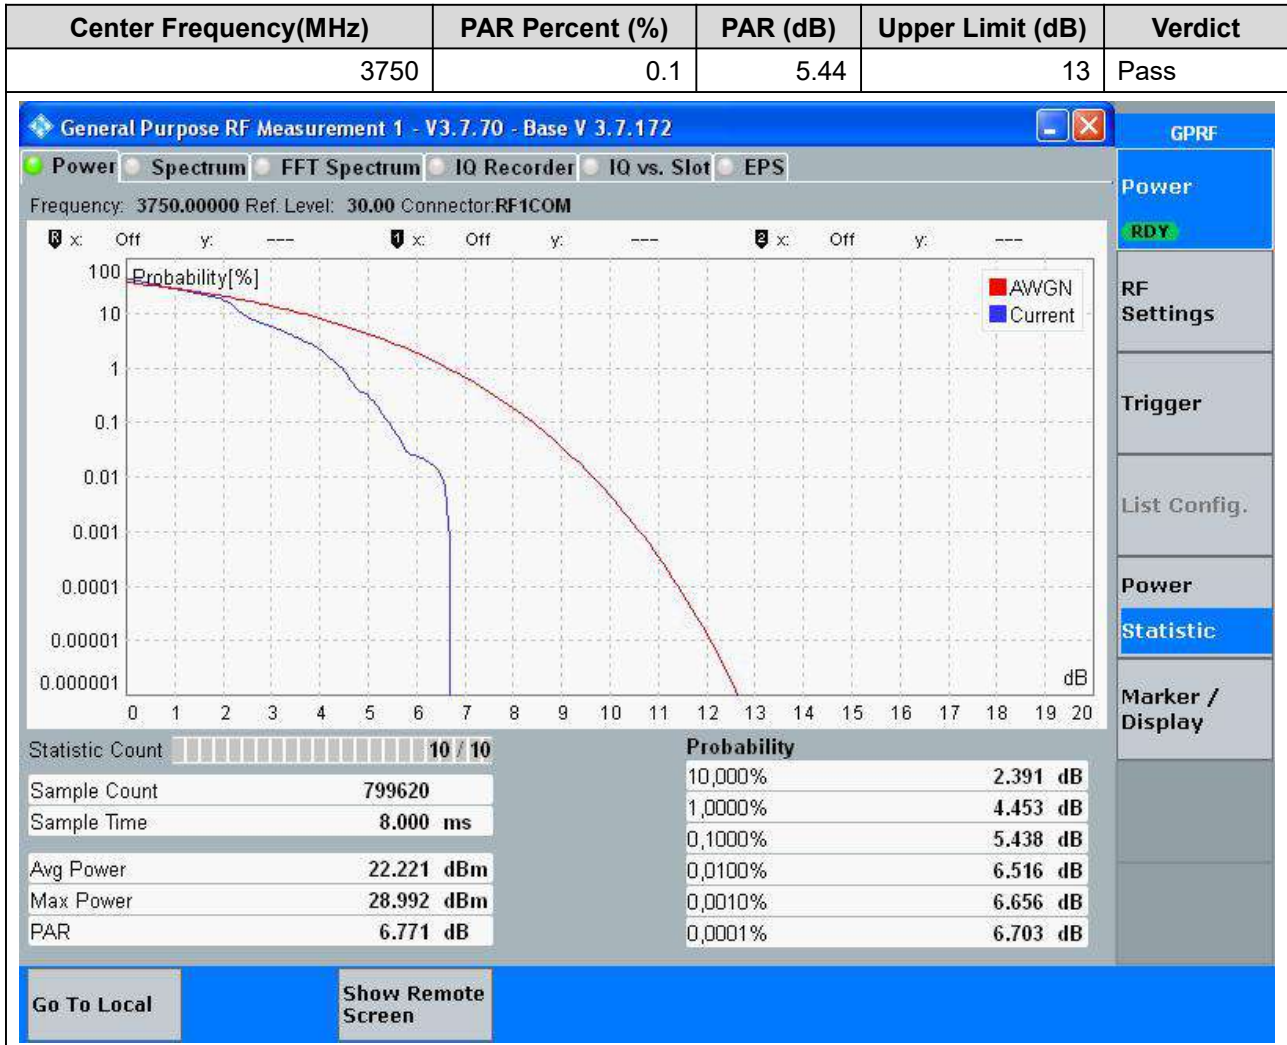 Center Frequency(MHz) PAR Percent (%) PAR (dB) Upper Limit (dB) Verdict
3750 0.1 5.44 13 Pass
General Purpose RF Measurement 1 - V3.7.70 - Base V 3.7.172
GPRF
Power Spectrum FFT Spectrum IQ Recorder IQ vs. Slot EPS
Frequency: 3750.00000 Ref. Level: 30.00 Connector:RF1COM
R x: Off y: --- 1 x: Off y: --- 2 x: Off y: ---
Probability[%]
AWGN
Current
100
10
1
0.1
0.01
0.001
0.0001
0.00001
0.000001
dB
0 1 2 3 4 5 6 7 8 9 10 11 12 13 14 15 16 17 18 19 20
Statistic Count 10 / 10
Sample Count 799620
Sample Time 8.000 ms
Avg Power 22.221 dBm
Max Power 28.992 dBm
PAR 6.771 dB
Probability
10,000% 2.391 dB
1,0000% 4.453 dB
0,1000% 5.438 dB
0,0100% 6.516 dB
0,0010% 6.656 dB
0,0001% 6.703 dB
Power
RDY
RF
Settings
Trigger
List Config.
Power
Statistic
Marker /
Display
Go To Local
Show Remote
Screen